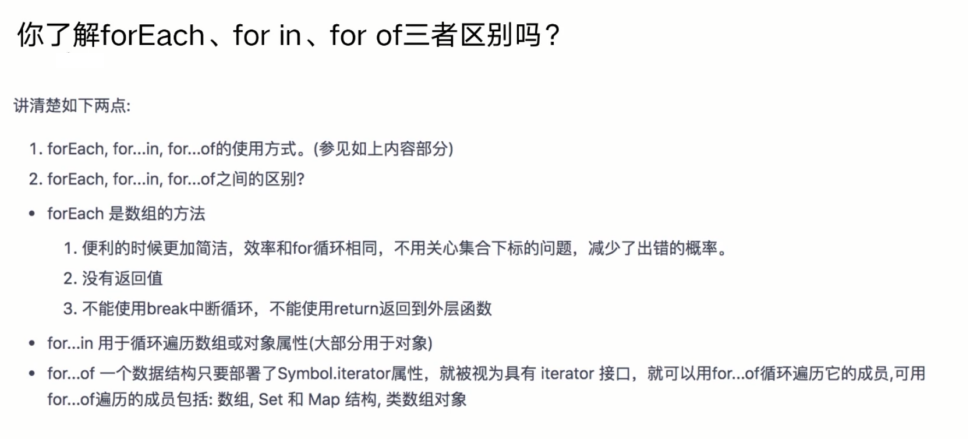 你了解forEach、for in、for of三者区别吗？
讲清楚如下两点:
1. forEach, for...in, for...of的使用方式。(参见如上内容部分)
2. forEach, for...in, for...of之间的区别?
• forEach 是数组的方法
1. 便利的时候更加简洁，效率和for循环相同，不用关心集合下标的问题，减少了出错的概率。
2. 没有返回值
3. 不能使用break中断循环，不能使用return返回到外层函数
• for...in 用于循环遍历数组或对象属性(大部分用于对象)
• for...of 一个数据结构只要部署了Symbol.iterator属性，就被视为具有 iterator 接口，就可以用for...of循环遍历它的成员,可用
for...of遍历的成员包括: 数组, Set 和 Map 结构, 类数组对象